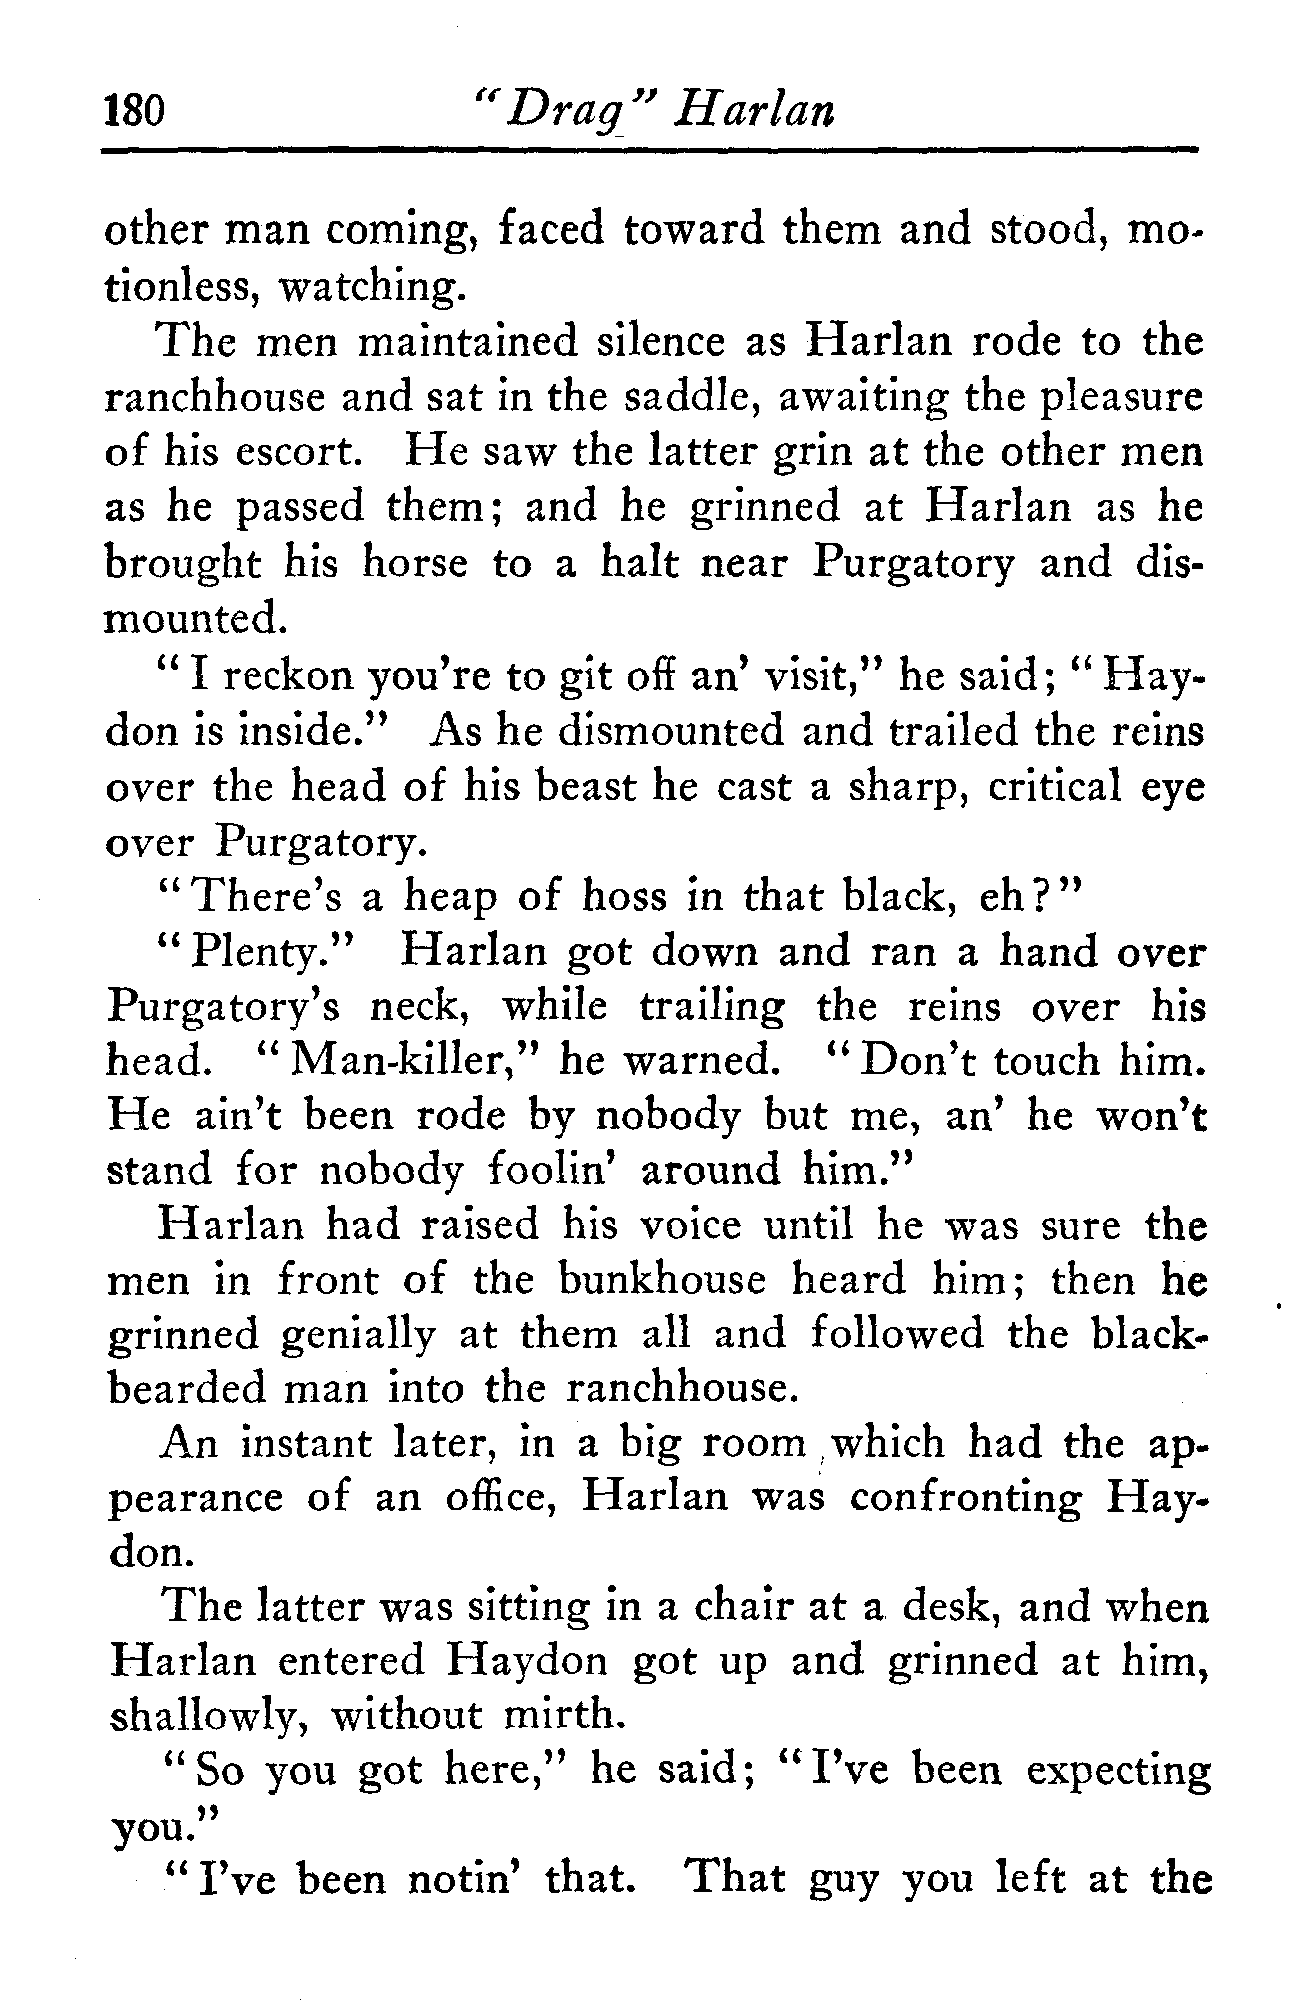 180 "Drag" Harlan
other man coming, faced toward them and stood, mo-
tionless, watching.
The men maintained silence as Harlan rode to the
ranchhouse and sat in the saddle, awaiting the pleasure
of his escort. He saw the latter grin at the other men
as he passed them; and he grinned at Harlan as he
brought his horse to a halt near Purgatory and dis-
mounted.
"I reckon you're to git off an' visit," he said; "Hay-
don is inside." As he dismounted and trailed the reins
over the head of his beast he cast a sharp, critical eye
over Purgatory.
"There's a heap of hoss in that black, eh?"
"Plenty." Harlan got down and ran a hand over
Purgatory's neck, while trailing the reins over his
head. "Man-killer," he warned. "Don't touch him.
He ain't been rode by nobody but me, an' he won't
stand for nobody foolin' around him."
Harlan had raised his voice until he was sure the
men in front of the bunkhouse heard him; then he
grinned genially at them all and followed the black-
bearded man into the ranchhouse.
An instant later, in a big room which had the ap-
pearance of an office, Harlan was confronting Hay-
don.
The latter was sitting in a chair at a desk, and when
Harlan entered Haydon got up and grinned at him,
shallowly, without mirth.
"So you got here," he said; "I've been expecting
you."
"I've been notin' that. That guy you left at the